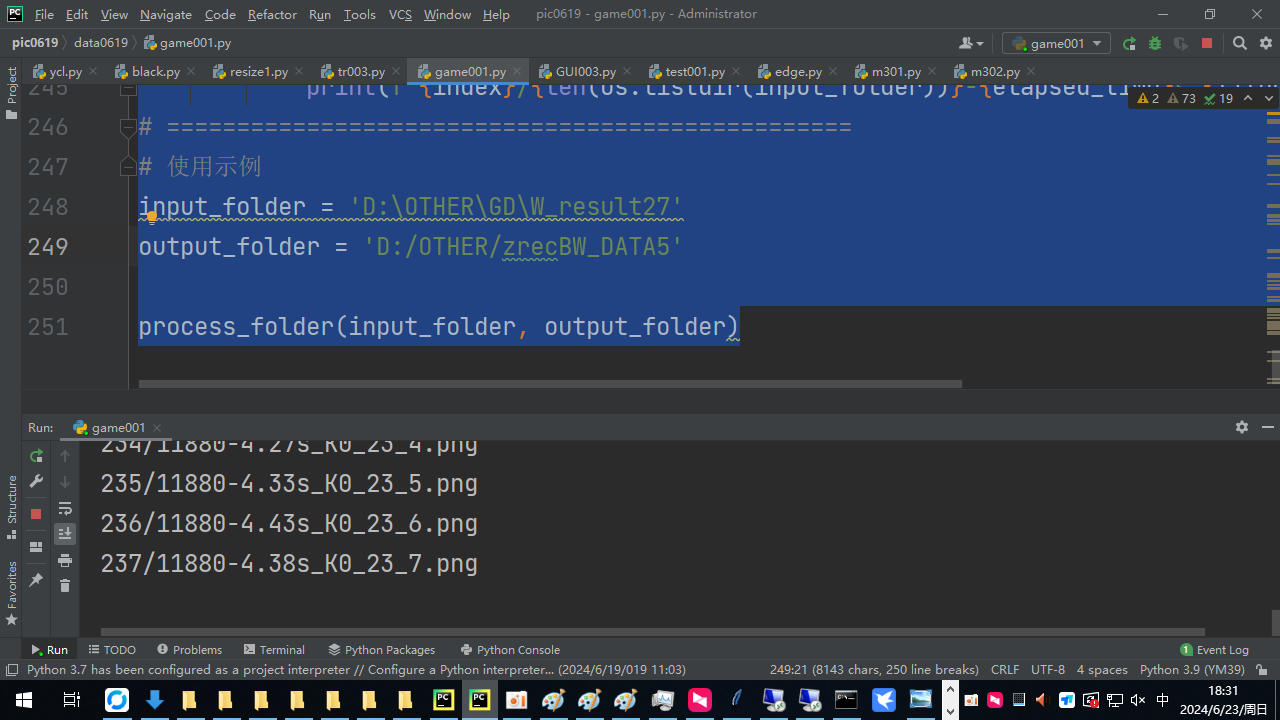 File Edit View Navigate Code Refactor Run Tools VCS Window Help pic0619 - game001.py - Administrator
pic0619 data0619 game001.py game001
ycl.py black.py resize1.py tr003.py game001.py GUI003.py test001.py edge.py m301.py m302.py
Project
245 print(f'{index}/{len(os.listdir(input_folder))}-{elapsed_time:
2 73 19
246 # =================================================
247 # 使用示例
248 input_folder = 'D:\OTHER\GD\W_result27'
249 output_folder = 'D:/OTHER/zrecBW_DATA5'
250
251 process_folder(input_folder, output_folder)
Run: game001
234/11880-4.27s_K0_23_4.png
235/11880-4.33s_K0_23_5.png
236/11880-4.43s_K0_23_6.png
237/11880-4.38s_K0_23_7.png
Structure
Favorites
Run TODO Problems Terminal Python Packages Python Console 1 Event Log
Python 3.7 has been configured as a project interpreter // Configure a Python interpreter... (2024/6/19/019 11:03) 249:21 (8143 chars, 250 line breaks) CRLF UTF-8 4 spaces Python 3.9 (YM39)
中 18:31
2024/6/23/周日